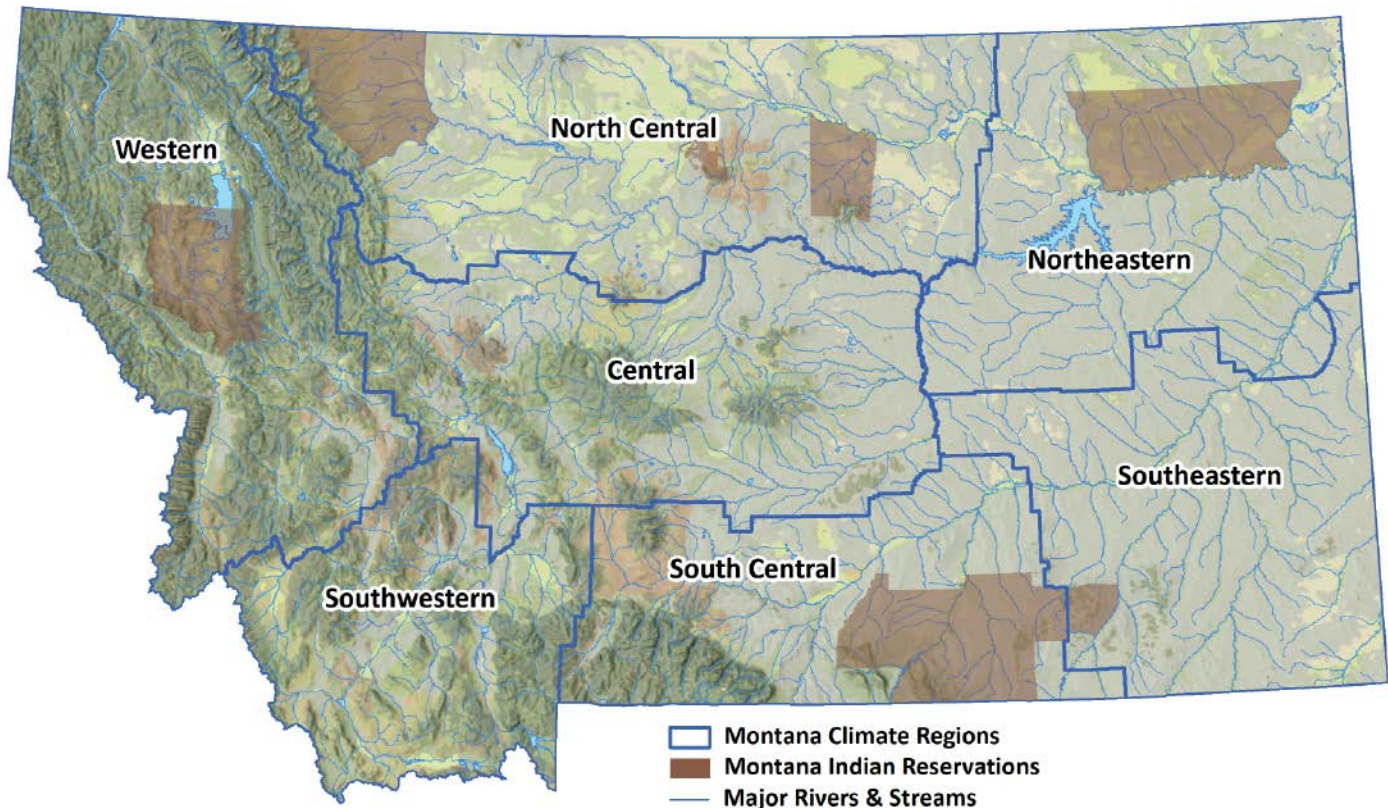 North Central
Western
Northeastern
Central
Southeastern
South Central
Southwestern
Montana Climate Regions
Montana Indian Reservations
Major Rivers & Streams